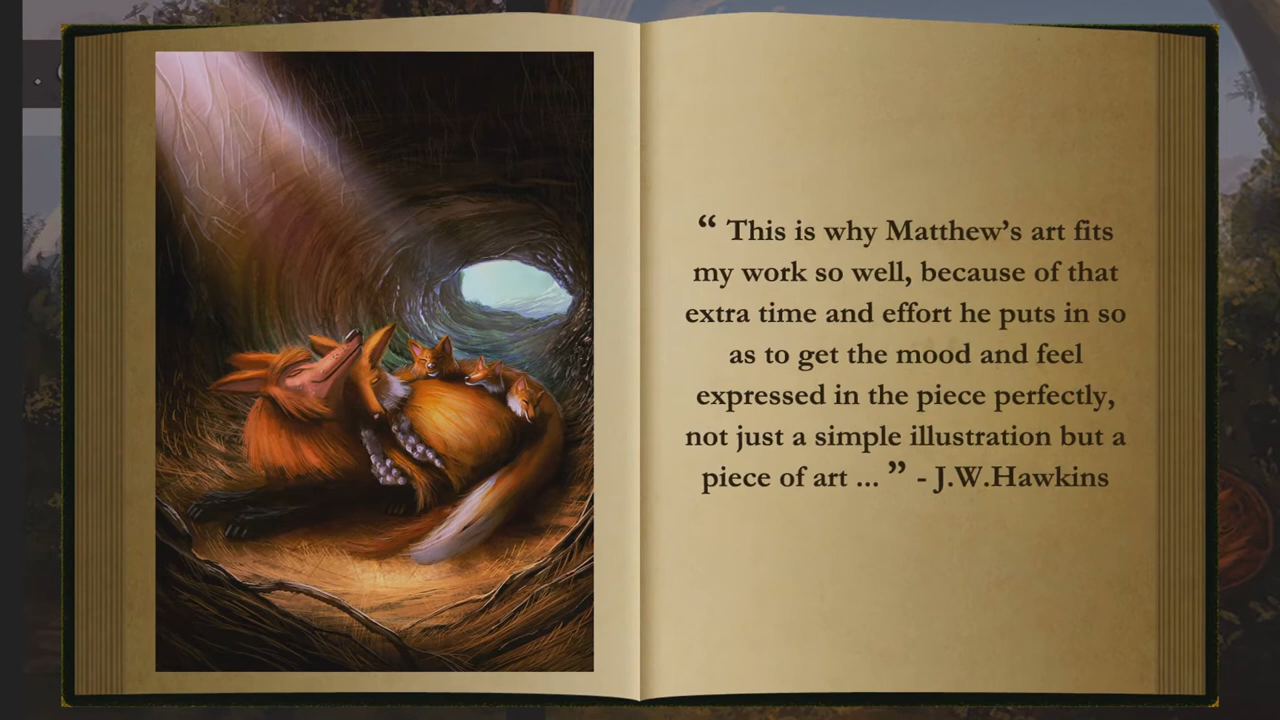 “ This is why Matthew’s art fits
my work so well, because of that
extra time and effort he puts in so
as to get the mood and feel
expressed in the piece perfectly,
not just a simple illustration but a
piece of art ... ” - J.W.Hawkins